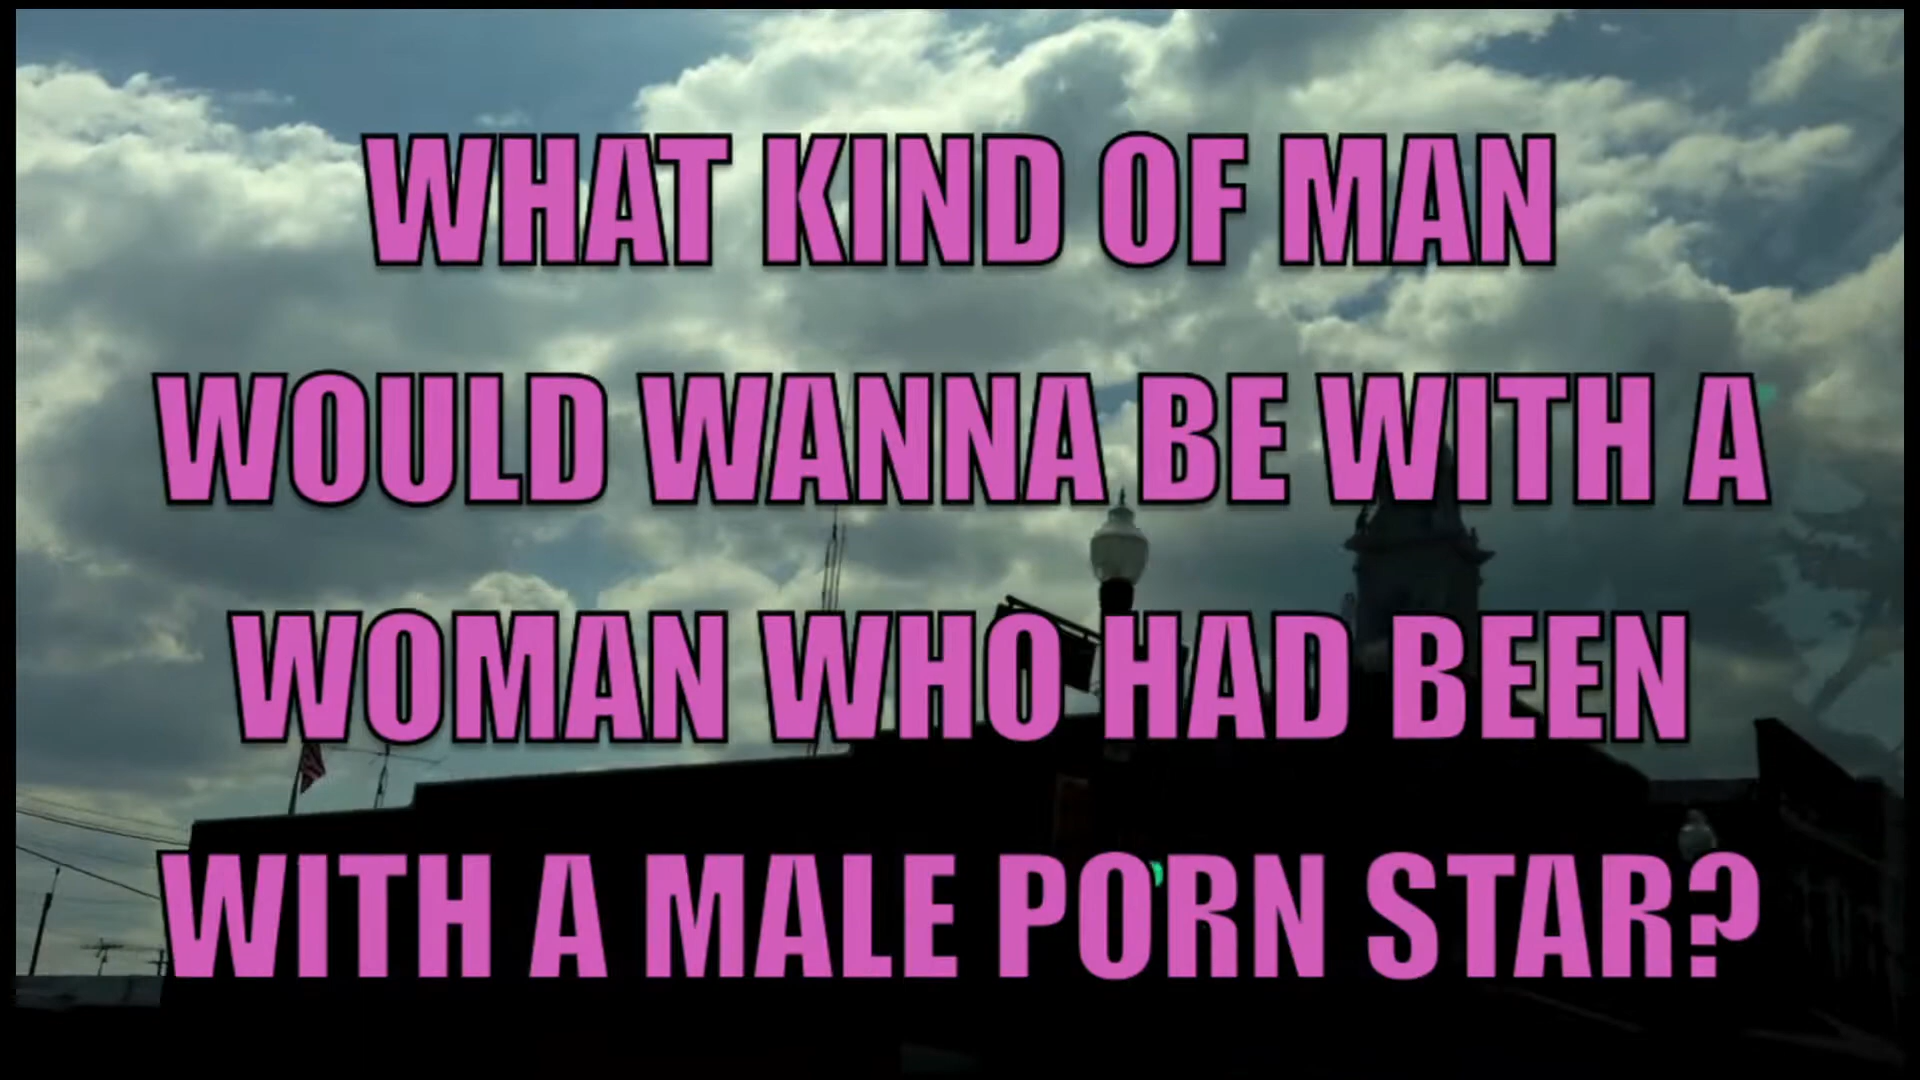 WHAT KIND OF MAN
WOULD WANNA BE WITH A
WOMAN WHO HAD BEEN
WITH A MALE PORN STAR?